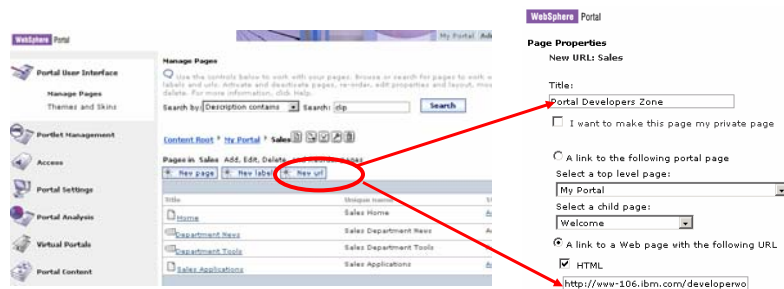 WebSphere Portal
My Portal Adm
Portal User Interface
Manage Pages
Themes and Skins
Portlet Management
Access
Portal Settings
Portal Analysis
Virtual Portals
Portal Content
Manage Pages
Use the controls below to work with your pages. Browse or search for pages to work w
labels and urls. Activate and deactivate pages, re-order, edit properties and layout, mov
delete. For more information, click Help.
Search by: Description contains Search: dip Search
Content Root My Portal Sales
Pages in Sales Add, Edit, Delete, pages
New page New label New url
Title Unique name
Home Sales Home
Department News Sales Department News
Department Tools Sales Department Tools
Sales Applications Sales Applications
WebSphere Portal
Page Properties
New URL: Sales
Title:
Portal Developers Zone
I want to make this page my private page
A link to the following portal page
Select a top level page:
My Portal
Select a child page:
Welcome
A link to a Web page with the following URL
HTML
http://www-106.ibm.com/developerwo